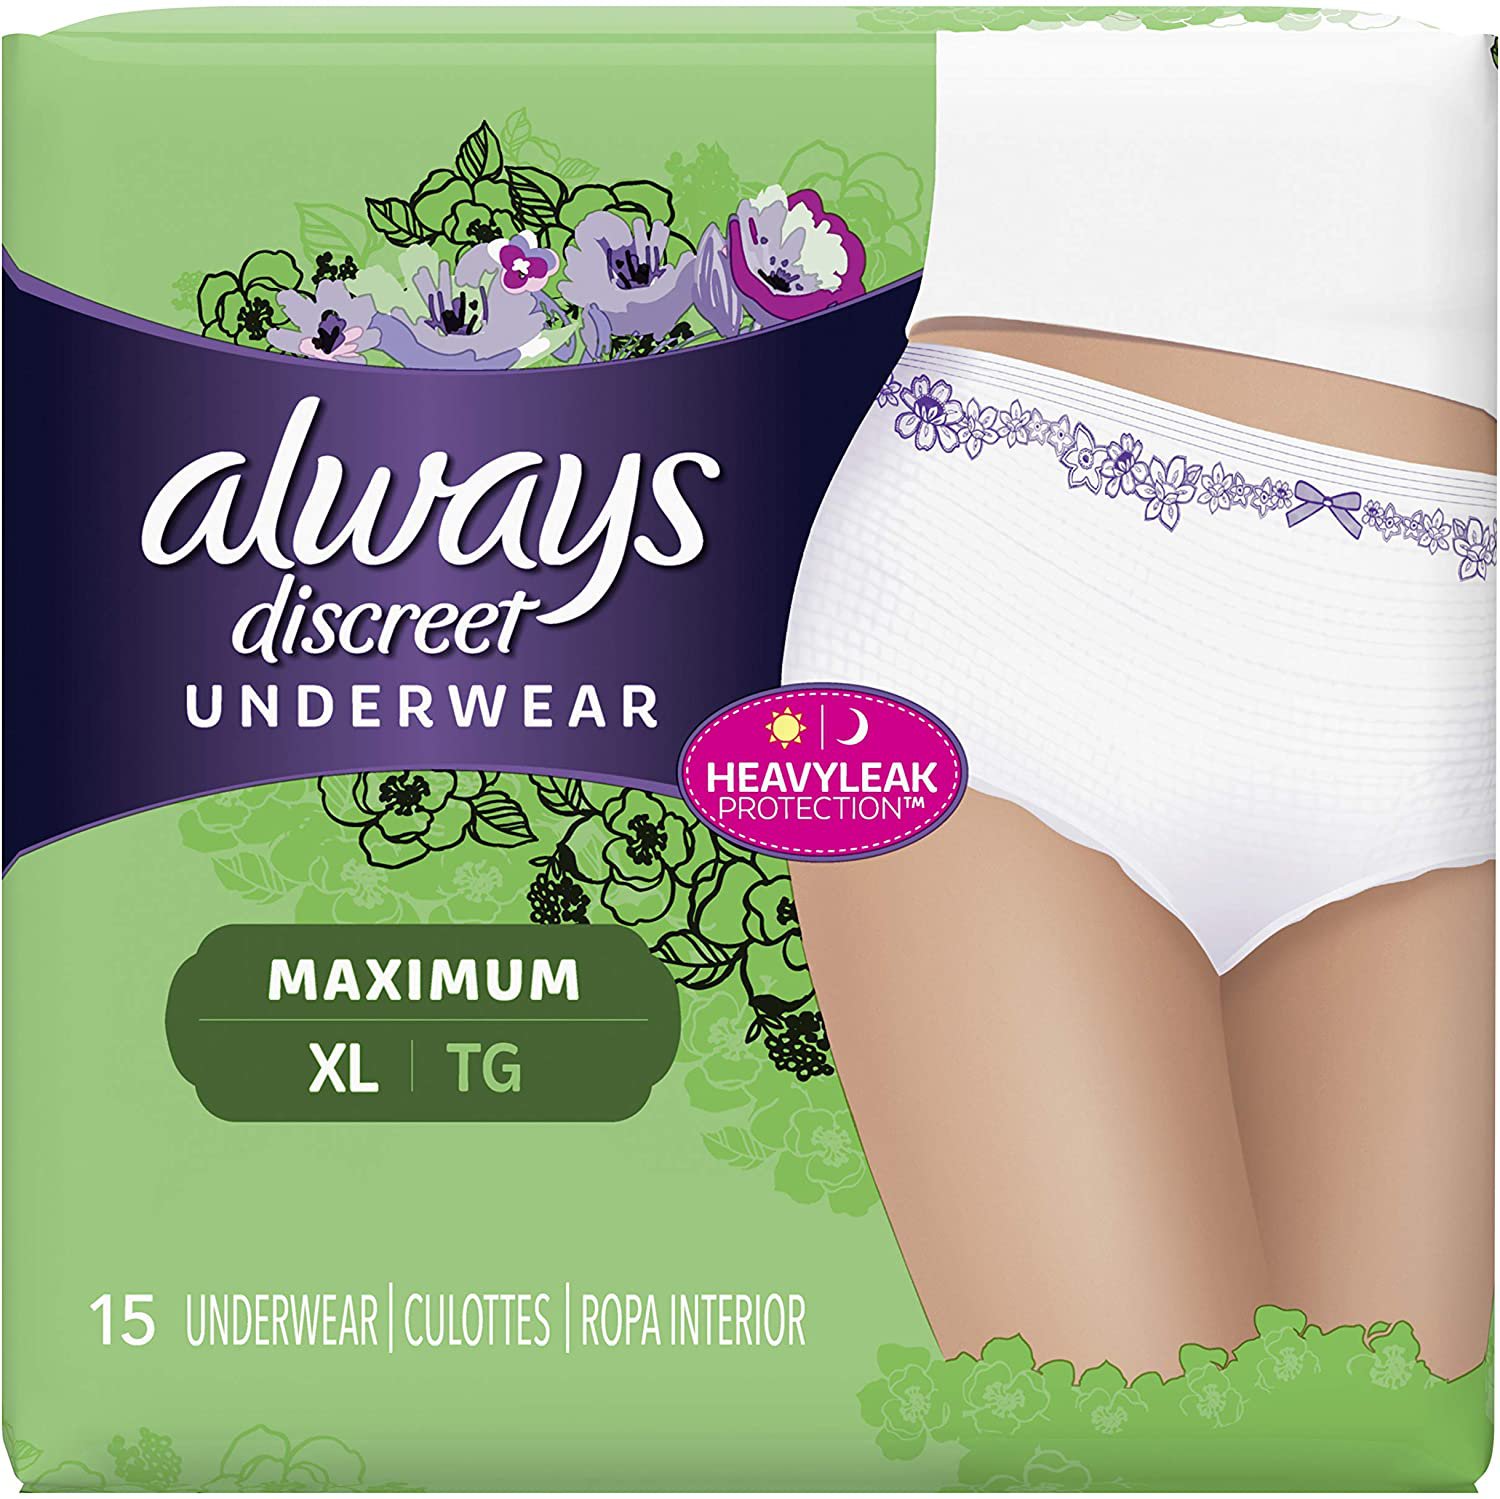 always
discreet
UNDERWEAR
HEAVYLEAK
PROTECTION™
MAXIMUM
XL | TG
15 UNDERWEAR | CULOTTES | ROPA INTERIOR